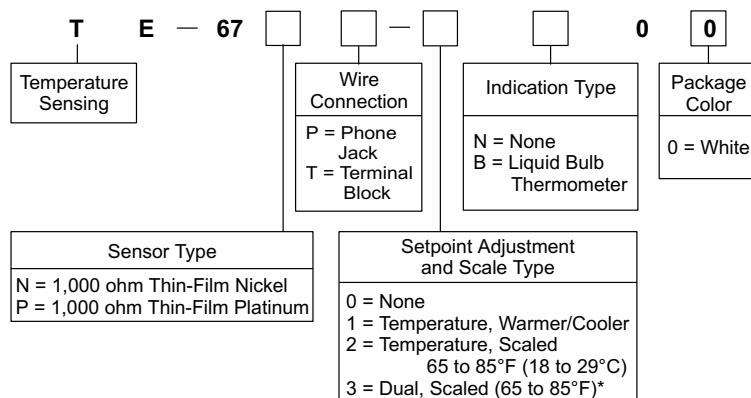 T E — 67 — 0 0
Temperature
Sensing
Wire
Connection
P = Phone
Jack
T = Terminal
Block
Indication Type
N = None
B = Liquid Bulb
Thermometer
Package
Color
0 = White
Sensor Type
N = 1,000 ohm Thin-Film Nickel
P = 1,000 ohm Thin-Film Platinum
Setpoint Adjustment
and Scale Type
0 = None
1 = Temperature, Warmer/Cooler
2 = Temperature, Scaled
65 to 85°F (18 to 29°C)
3 = Dual, Scaled (65 to 85°F)*